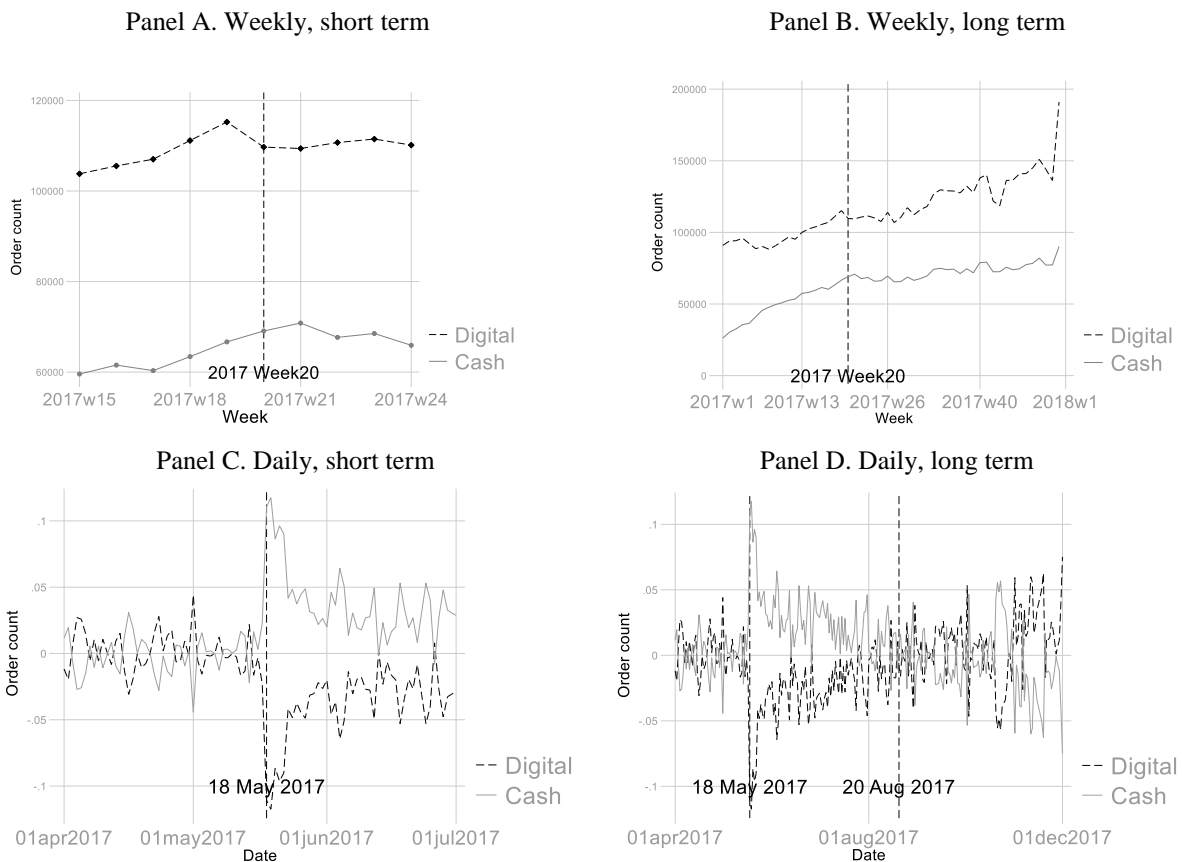 Panel A. Weekly, short term
120000
100000
80000
60000
Order count
2017 Week20
2017w15 2017w18 2017w21 2017w24
Week
Digital
Cash
Panel B. Weekly, long term
200000
150000
100000
50000
0
Order count
2017 Week20
2017w1 2017w13 2017w26 2017w40 2018w1
Week
Digital
Cash
Panel C. Daily, short term
.1
.05
0
-.05
-.1
Order count
18 May 2017
01apr2017 01may2017 01jun2017 01jul2017
Date
Digital
Cash
Panel D. Daily, long term
.1
.05
0
-.05
-.1
Order count
18 May 2017 20 Aug 2017
01apr2017 01aug2017 01dec2017
Date
Digital
Cash